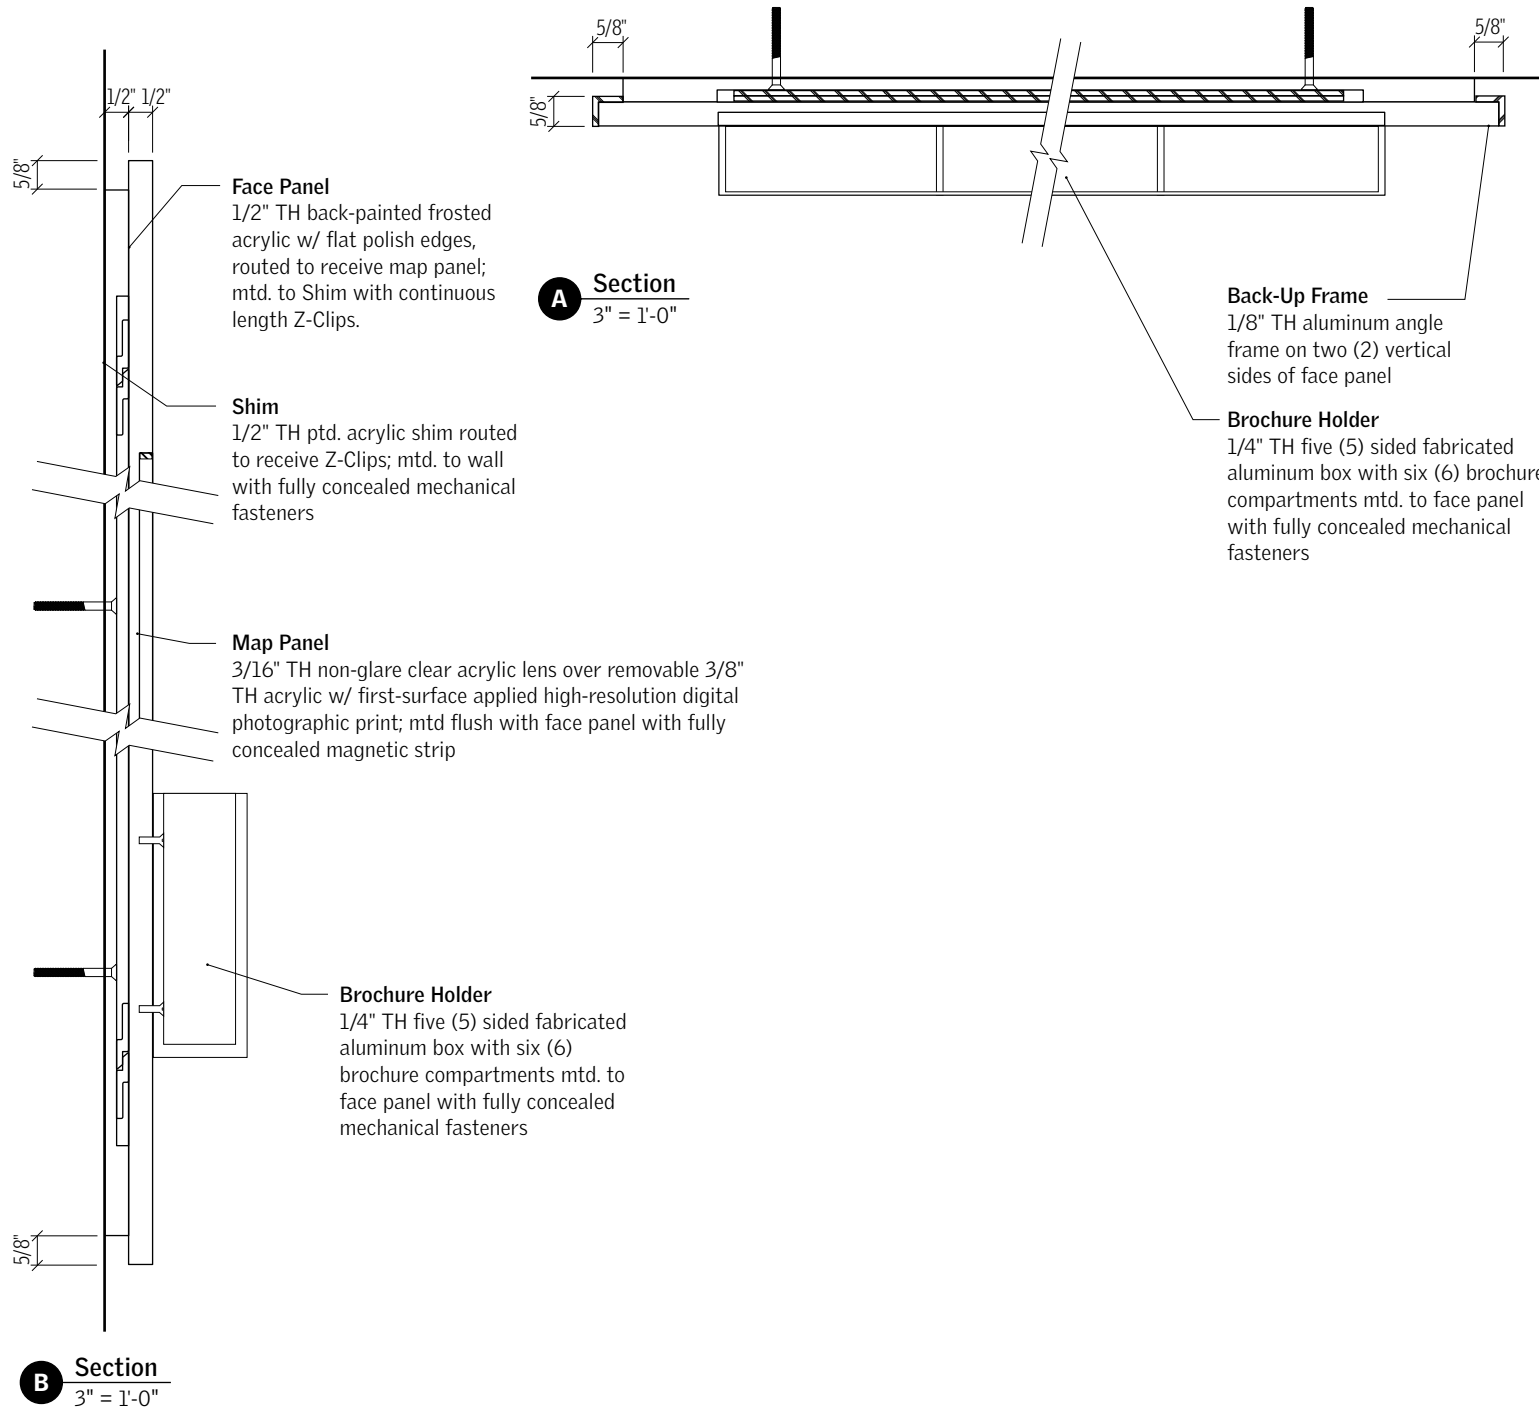 5/8"
5/8"
5/8"
1/2" 1/2"
5/8"
Face Panel
1/2" TH back-painted frosted
acrylic w/ flat polish edges,
routed to receive map panel;
mtd. to Shim with continuous
length Z-Clips.
A
Section
3" = 1'-0"
Back-Up Frame
1/8" TH aluminum angle
frame on two (2) vertical
sides of face panel
Shim
1/2" TH ptd. acrylic shim routed
to receive Z-Clips; mtd. to wall
with fully concealed mechanical
fasteners
Brochure Holder
1/4" TH five (5) sided fabricated
aluminum box with six (6) brochure
compartments mtd. to face panel
with fully concealed mechanical
fasteners
Map Panel
3/16" TH non-glare clear acrylic lens over removable 3/8"
TH acrylic w/ first-surface applied high-resolution digital
photographic print; mtd flush with face panel with fully
concealed magnetic strip
Brochure Holder
1/4" TH five (5) sided fabricated
aluminum box with six (6)
brochure compartments mtd. to
face panel with fully concealed
mechanical fasteners
5/8"
B
Section
3" = 1'-0"